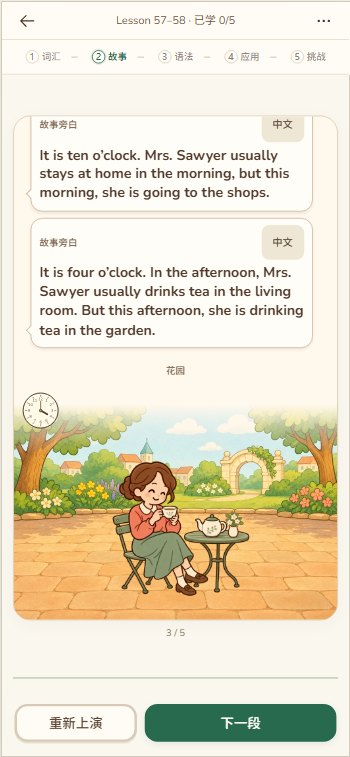 Lesson 57–58 · 已学 0/5
1 词汇 – 2 故事 – 3 语法 – 4 应用 – 5 挑战
故事旁白 中文
It is ten o’clock. Mrs. Sawyer usually
stays at home in the morning, but this
morning, she is going to the shops.
故事旁白 中文
It is four o’clock. In the afternoon, Mrs.
Sawyer usually drinks tea in the living
room. But this afternoon, she is drinking
tea in the garden.
花园
3 / 5
重新上演 下一段